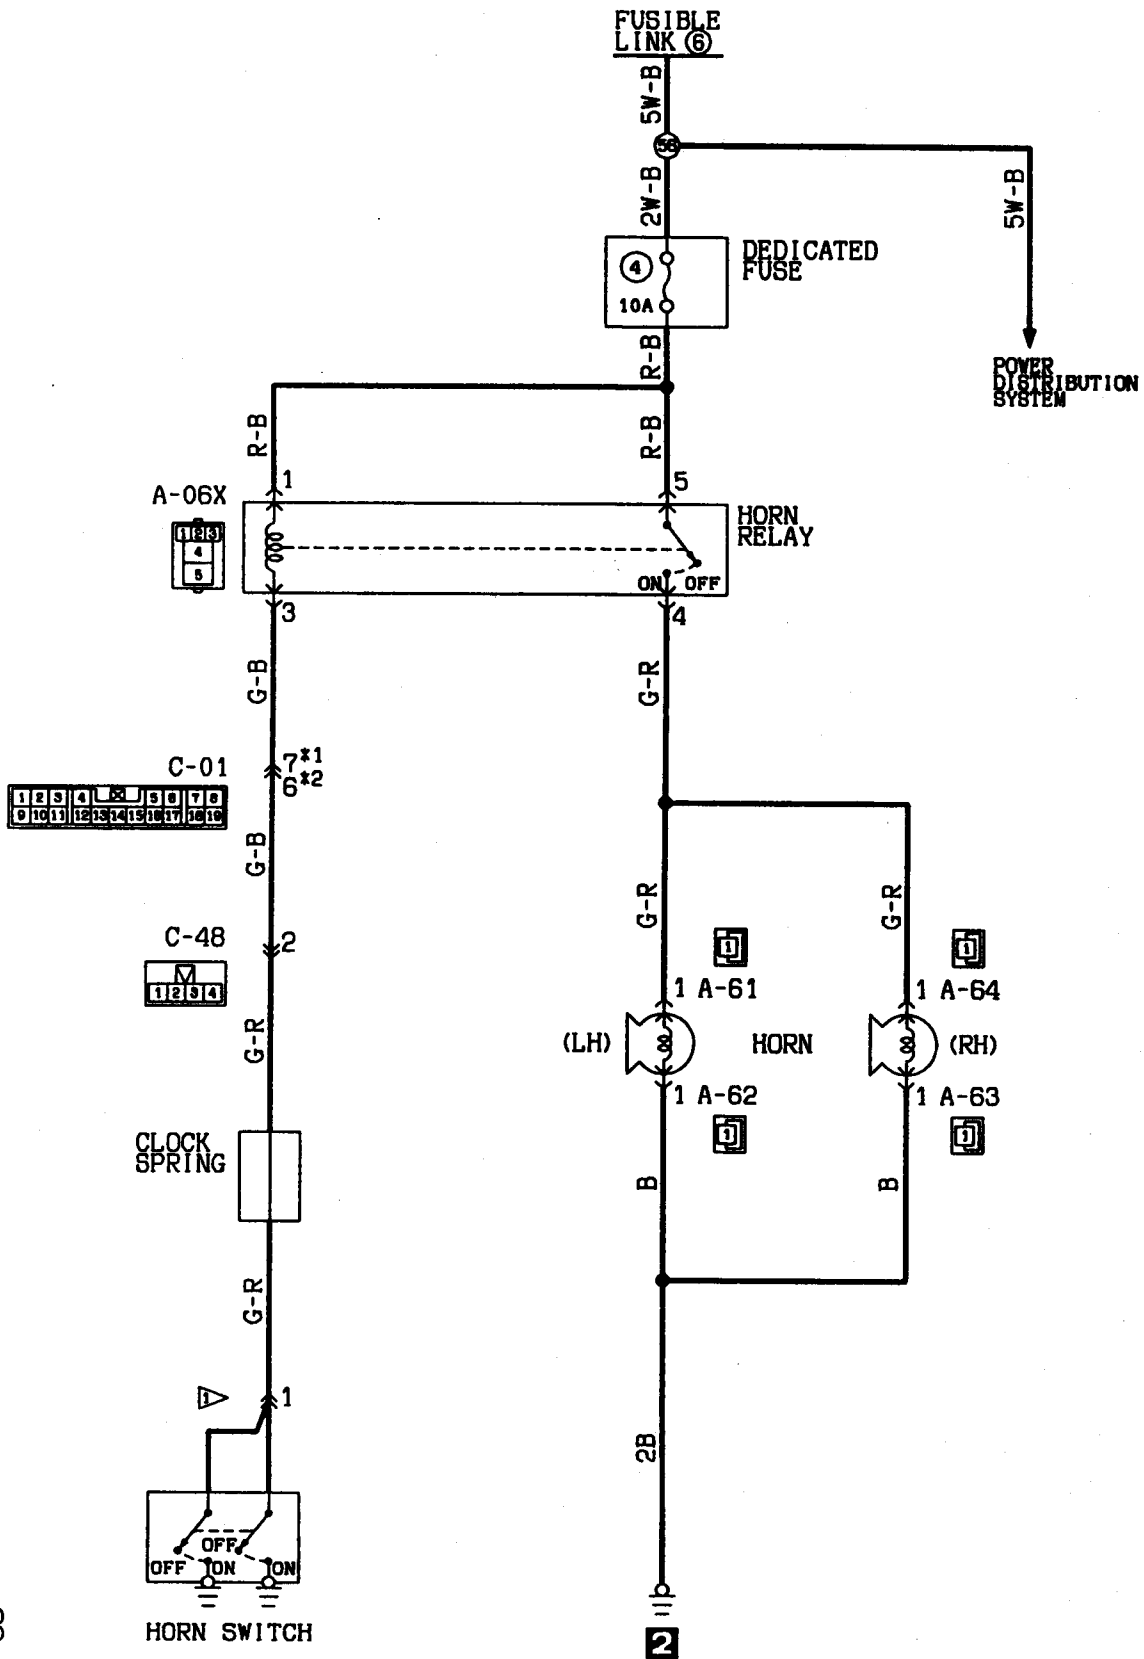 FUSIBLE
LINK ⑥
5W-B
56
2W-B
5W-B
DEDICATED
FUSE
④
10A
R-B
POWER
DISTRIBUTION
SYSTEM
R-B
R-B
A-06X
1
5
HORN
RELAY
1 2 3
4
5
ON OFF
3
4
G-B
G-R
C-01
7*1
6*2
1 2 3 4 5 6 7 8
9 10 11 12 13 14 15 16 17 18 19
G-B
G-R
G-R
C-48
2
1 2 3 4
1
1
1 A-61
1 A-64
G-R
(LH)
HORN
(RH)
1 A-62
1 A-63
1
1
CLOCK
SPRING
B
B
G-R
1
1
2B
OFF
OFF
ON
ON
HORN SWITCH
2